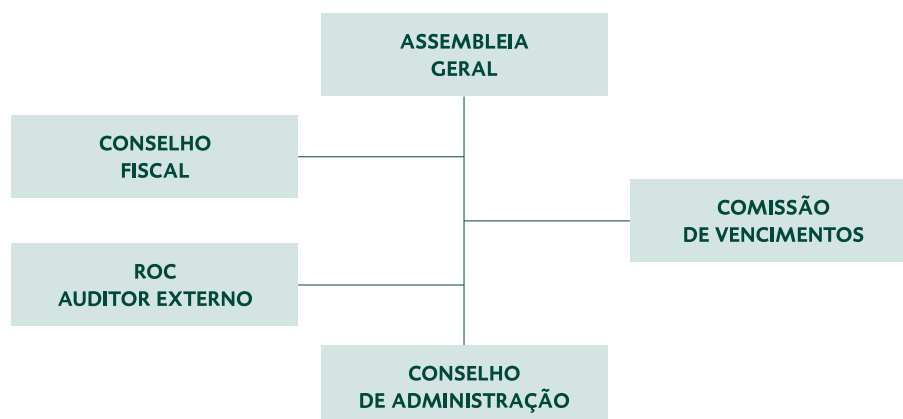 ASSEMBLEIA
GERAL
CONSELHO
FISCAL
COMISSÃO
DE VENCIMENTOS
ROC
AUDITOR EXTERNO
CONSELHO
DE ADMINISTRAÇÃO